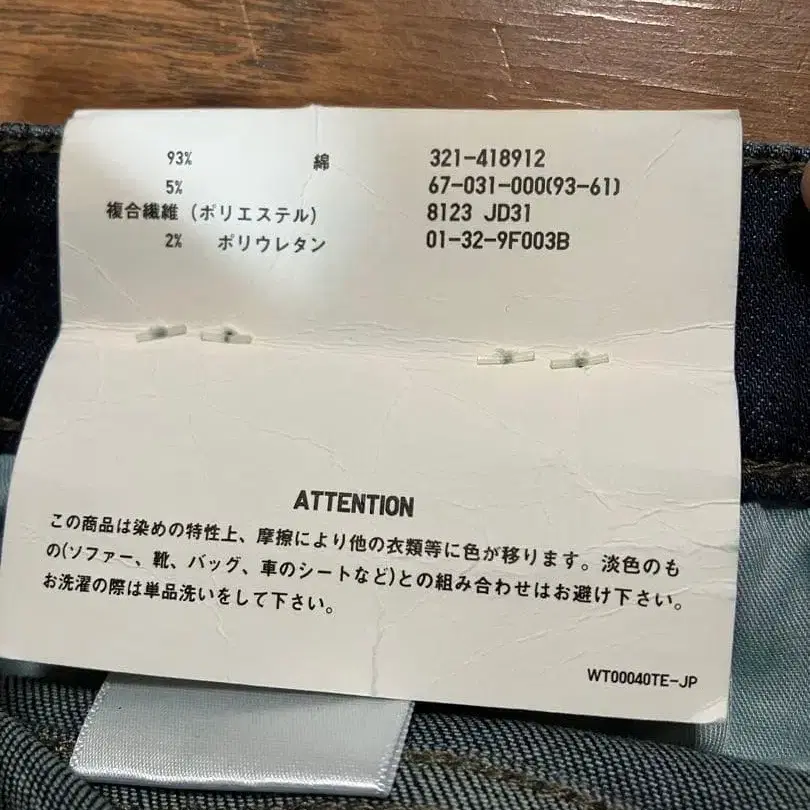 93% 綿
5%
複合繊維 (ポリエステル)
2% ポリウレタン
321-418912
67-031-000(93-61)
8123 JD31
01-32-9F003B
ATTENTION
この商品は染めの特性上、摩擦により他の衣類等に色が移ります。淡色のも
の(ソファー、靴、バッグ、車のシートなど)との組み合わせはお避け下さい。
お洗濯の際は単品洗いをして下さい。
WT00040TE-JP